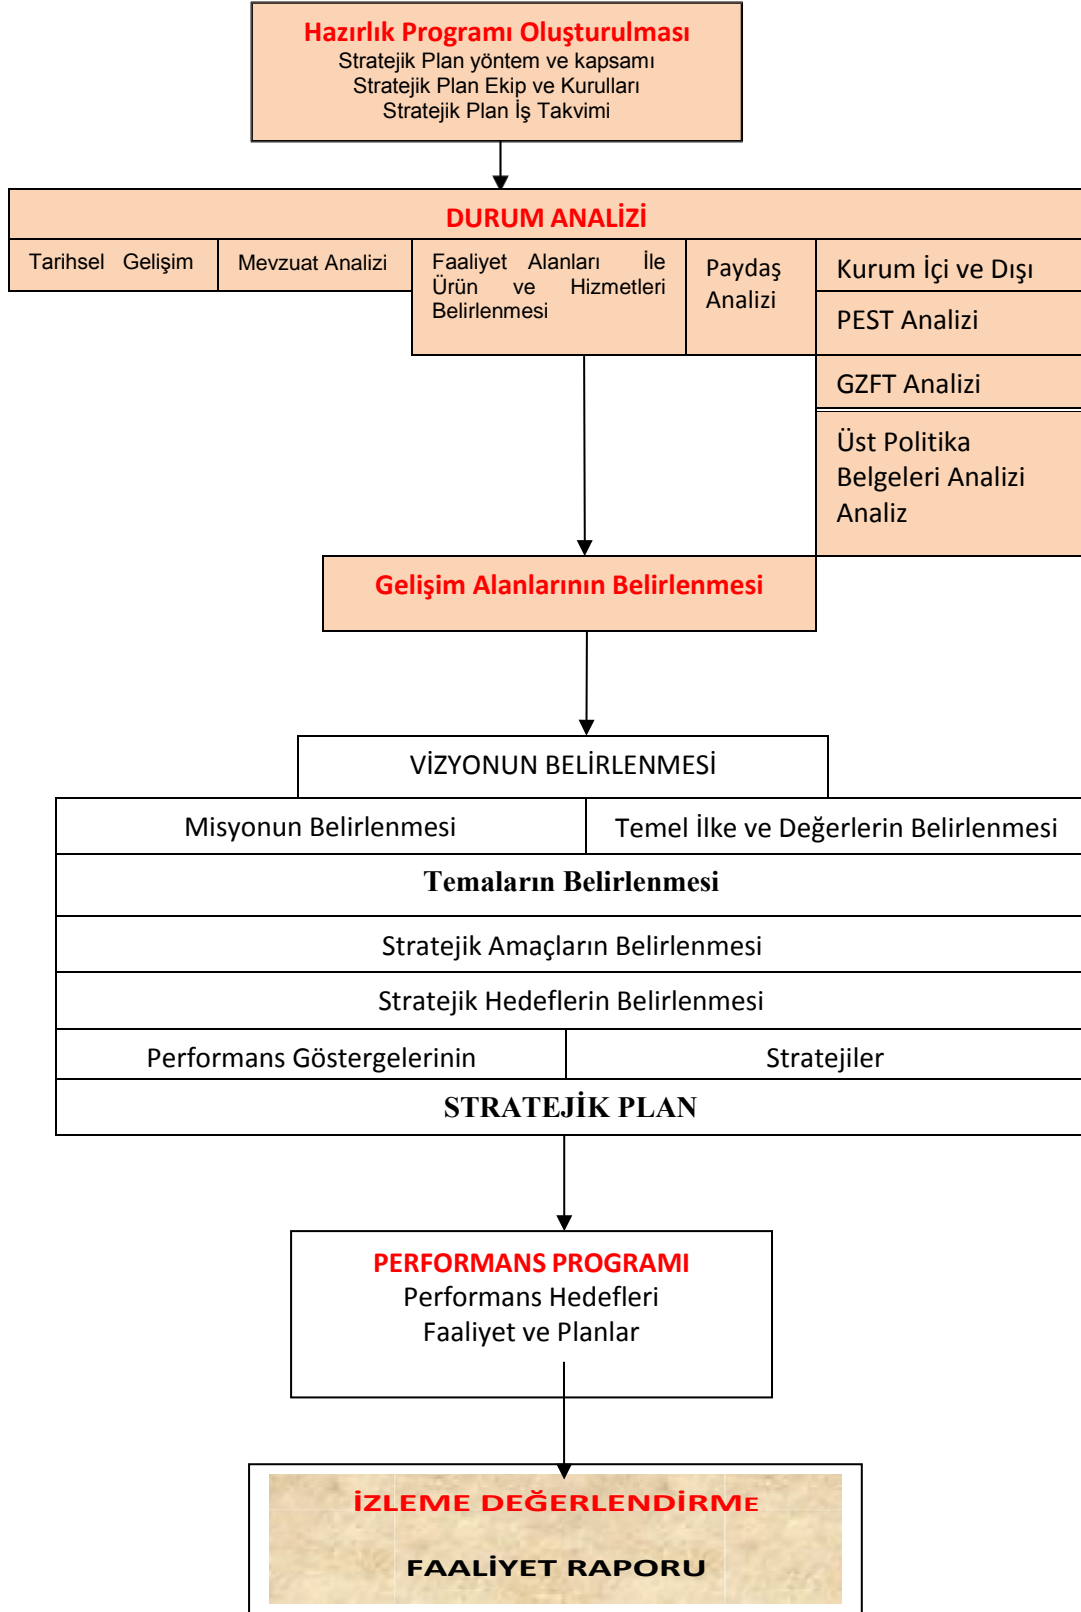 Hazırlık Programı Oluşturulması
Stratejik Plan yöntem ve kapsamı
Stratejik Plan Ekip ve Kurulları
Stratejik Plan İş Takvimi
DURUM ANALİZİ
Tarihsel Gelişim
Mevzuat Analizi
Faaliyet Alanları İle
Ürün ve Hizmetleri
Belirlenmesi
Paydaş
Analizi
Kurum İçi ve Dışı
PEST Analizi
GZFT Analizi
Üst Politika
Belgeleri Analizi
Analiz
Gelişim Alanlarının Belirlenmesi
VİZYONUN BELİRLENMESİ
Misyonun Belirlenmesi
Temel İlke ve Değerlerin Belirlenmesi
Temaların Belirlenmesi
Stratejik Amaçların Belirlenmesi
Stratejik Hedeflerin Belirlenmesi
Performans Göstergelerinin
Stratejiler
STRATEJİK PLAN
PERFORMANS PROGRAMI
Performans Hedefleri
Faaliyet ve Planlar
İZLEME DEĞERLENDİRME
FAALİYET RAPORU